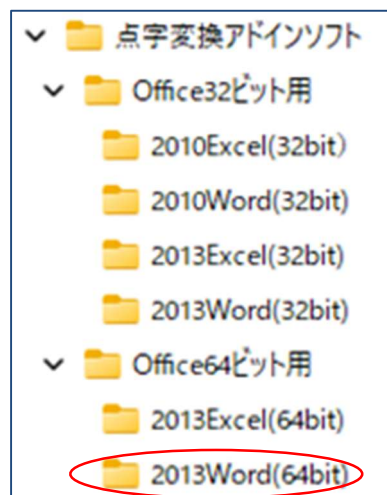 点字変換アドインソフト
Office32ビット用
2010Excel(32bit）
2010Word(32bit)
2013Excel(32bit)
2013Word(32bit)
Office64ビット用
2013Excel(64bit)
2013Word(64bit)